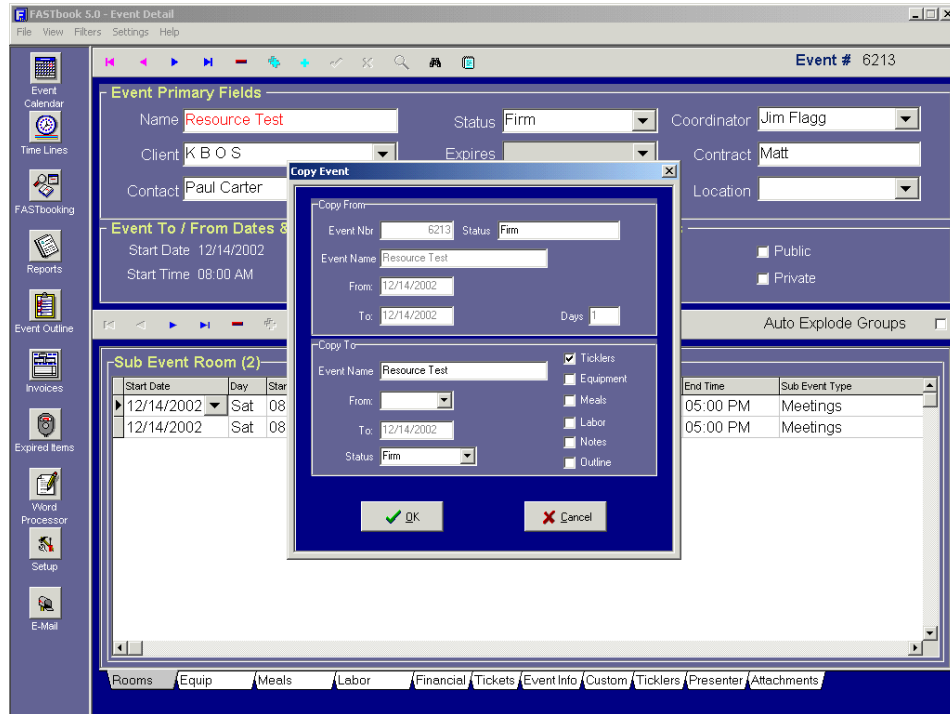 FASTbook 5.0 - Event Detail
File View Filters Settings Help
Event # 6213
Event Calendar
Time Lines
FASTbooking
Reports
Event Outline
Invoices
Expired Items
Word Processor
Setup
E-Mail
Event Primary Fields
Name Resource Test Status Firm Coordinator Jim Flagg
Client K B O S Expires Contract Matt
Contact Paul Carter Location
Event To / From Dates &
Start Date 12/14/2002 Public
Start Time 08:00 AM Private
Auto Explode Groups
Copy Event
Copy From
Event Nbr 6213 Status Firm
Event Name Resource Test
From: 12/14/2002
To: 12/14/2002 Days 1
Copy To
Event Name Resource Test
From:
To: 12/14/2002
Status Firm
Ticklers
Equipment
Meals
Labor
Notes
Outline
OK Cancel
Sub Event Room (2)
Start Date Day Star End Time Sub Event Type
12/14/2002 Sat 08 05:00 PM Meetings
12/14/2002 Sat 08 05:00 PM Meetings
Rooms Equip Meals Labor Financial Tickets Event Info Custom Ticklers Presenter Attachments